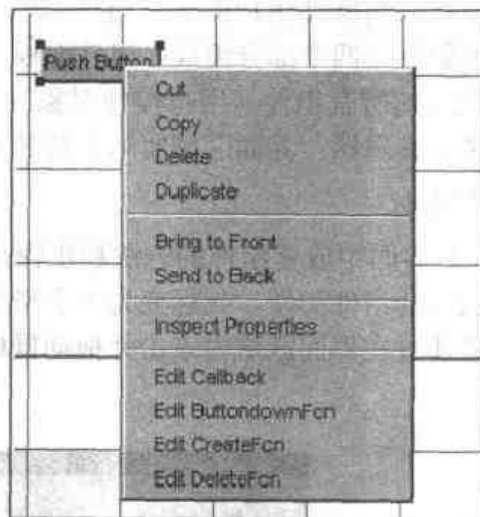 Push Button
Cut
Copy
Delete
Duplicate
Bring to Front
Send to Back
Inspect Properties
Edit Callback
Edit ButtondownFcn
Edit CreateFcn
Edit DeleteFcn